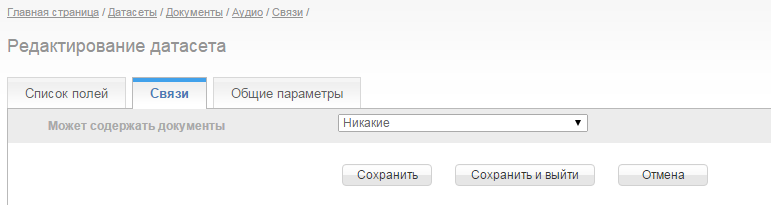 Главная страница / Датасеты / Документы / Аудио / Связи /
Редактирование датасета
Список полей Связи Общие параметры
Может содержать документы Никакие
Сохранить Сохранить и выйти Отмена